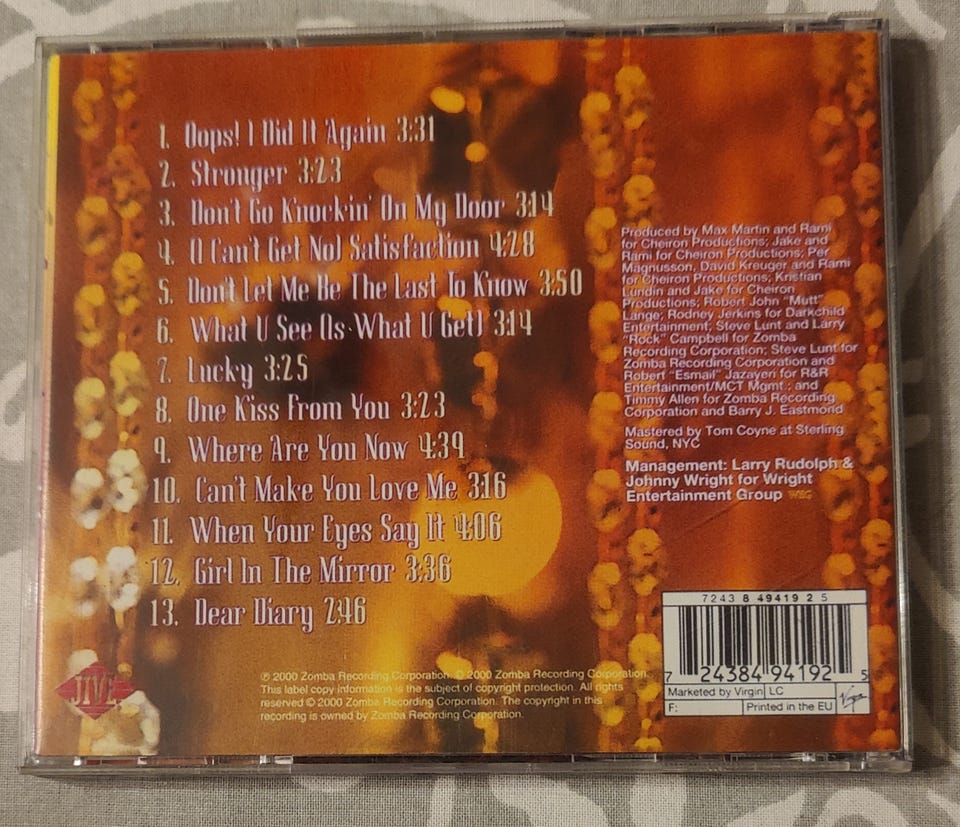 1. Oops! I Did It Again 3:31
2. Stronger 3:23
3. Don't Go Knockin' On My Door 3:14
4. (I Can't Get No) Satisfaction 4:28
5. Don't Let Me Be The Last To Know 3:50
6. What U See (Is What U Get) 3:14
7. Lucky 3:25
8. One Kiss From You 3:23
9. Where Are You Now 4:39
10. Can't Make You Love Me 3:16
11. When Your Eyes Say It 4:06
12. Girl In The Mirror 3:36
13. Dear Diary 2:46
Produced by Max Martin and Rami
for Cheiron Productions; Jake and
Rami for Cheiron Productions; Per
Magnusson, David Kreuger and Rami
for Cheiron Productions; Kristian
Lundin and Jake for Cheiron
Productions; Robert John "Mutt"
Lange; Rodney Jerkins for Darkchild
Entertainment; Steve Lunt and Larry
"Rock" Campbell for Zomba
Recording Corporation; Steve Lunt for
Zomba Recording Corporation and
Robert "Esmail" Jazayeri for R&R
Entertainment/MCT Mgmt.; and
Timmy Allen for Zomba Recording
Corporation and Barry J. Eastmond
Mastered by Tom Coyne at Sterling
Sound, NYC
Management: Larry Rudolph &
Johnny Wright for Wright
Entertainment Group WEG
JIVE
℗ 2000 Zomba Recording Corporation. © 2000 Zomba Recording Corporation.
This label copy information is the subject of copyright protection. All rights
reserved © 2000 Zomba Recording Corporation. The copyright in this
recording is owned by Zomba Recording Corporation.
7243 8 49419 2 5
7 24384 94192 5
Marketed by Virgin LC
F: Printed in the EU
Virgin